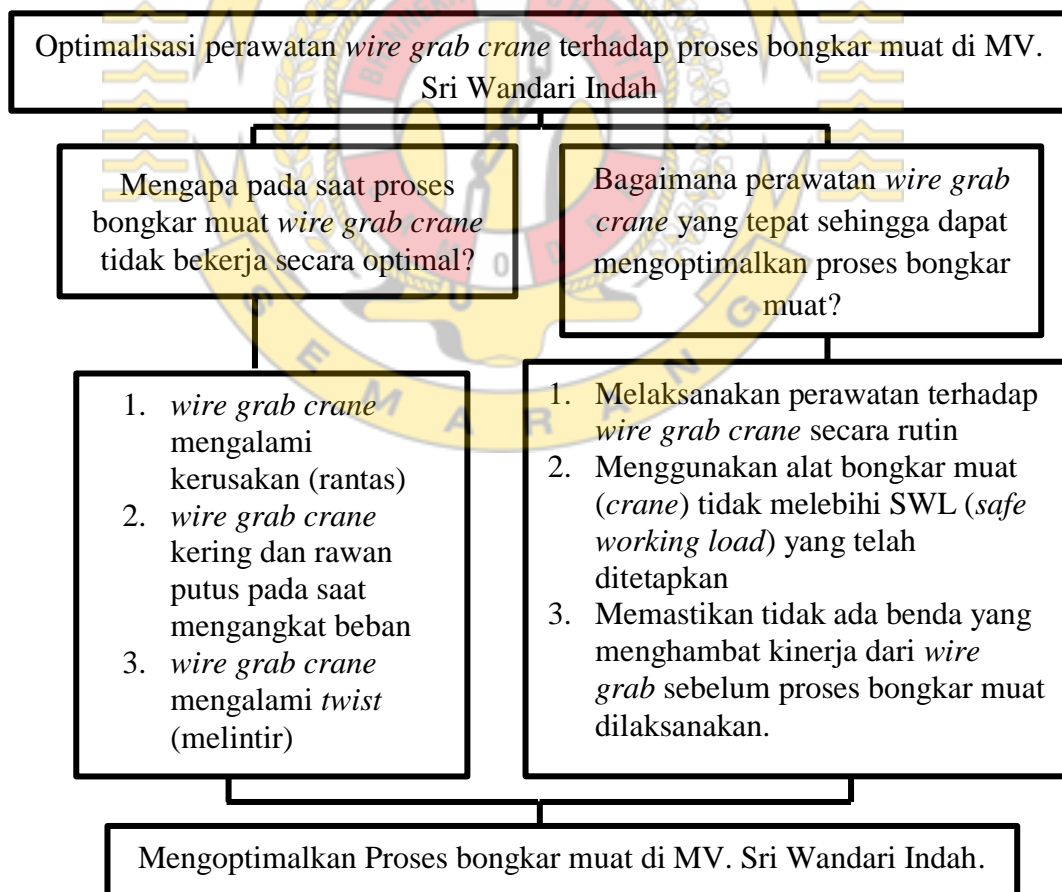 Optimalisasi perawatan wire grab crane terhadap proses bongkar muat di MV.
Sri Wandari Indah
Mengapa pada saat proses
bongkar muat wire grab crane
tidak bekerja secara optimal?
Bagaimana perawatan wire grab
crane yang tepat sehingga dapat
mengoptimalkan proses bongkar
muat?
1. wire grab crane
mengalami
kerusakan (rantas)
2. wire grab crane
kering dan rawan
putus pada saat
mengangkat beban
3. wire grab crane
mengalami twist
(melintir)
1. Melaksanakan perawatan terhadap
wire grab crane secara rutin
2. Menggunakan alat bongkar muat
(crane) tidak melebihi SWL (safe
working load) yang telah
ditetapkan
3. Memastikan tidak ada benda yang
menghambat kinerja dari wire
grab sebelum proses bongkar muat
dilaksanakan.
Mengoptimalkan Proses bongkar muat di MV. Sri Wandari Indah.
SEMARANG